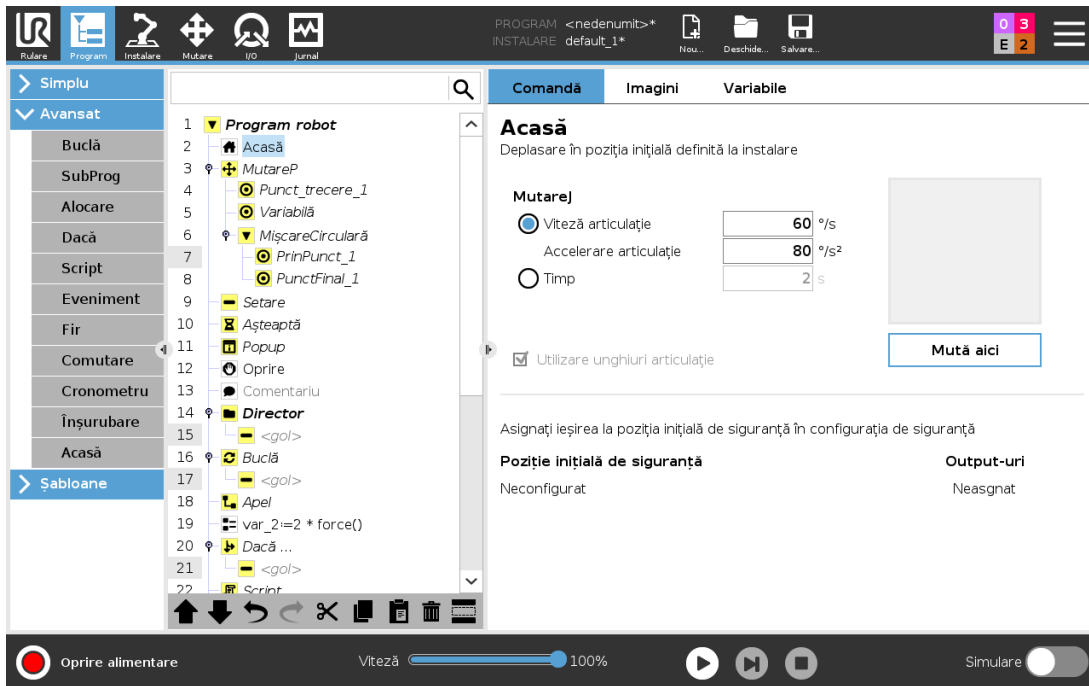 PROGRAM <nedenumit>*
INSTALARE default_1*
UR
Rulare
Program
Instalare
Mutare
I/O
Jurnal
Nou...
Deschide...
Salvare...
0 3
E 2
Simplu
Avansat
Buclă
SubProg
Alocare
Dacă
Script
Eveniment
Fir
Comutare
Cronometru
Înșurubare
Acasă
Șabloane
1 Program robot
2 Acasă
3 MutareP
4 Punct_trecere_1
5 Variabilă
6 MișcareCirculară
7 PrinPunct_1
8 PunctFinal_1
9 Setare
10 Așteaptă
11 Popup
12 Oprire
13 Comentariu
14 Director
15 <gol>
16 Buclă
17 <gol>
18 Apel
19 var_2:=2 * force()
20 Dacă ...
21 <gol>
22 Script
Comandă Imagini Variabile
Acasă
Deplasare în poziția inițială definită la instalare
MutareJ
Viteză articulație 60 °/s
Accelerare articulație 80 °/s²
Timp 2 s
Utilizare unghiuri articulație
Mută aici
Asignați ieșirea la poziția inițială de siguranță în configurația de siguranță
Poziție inițială de siguranță Output-uri
Neconfigurat Neasgnat
Oprire alimentare
Viteză 100%
Simulare